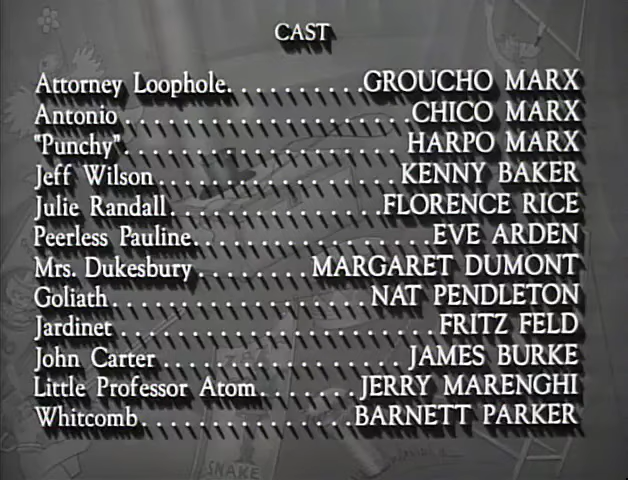 CAST
Attorney Loophole. . . . . . . . . . .GROUCHO MARX
Antonio . . . . . . . . . . . . . . . . . . . . .CHICO MARX
"Punchy". . . . . . . . . . . . . . . . . . . . HARPO MARX
Jeff Wilson. . . . . . . . . . . . . . . . . . KENNY BAKER
Julie Randall. . . . . . . . . . . . . . . .FLORENCE RICE
Peerless Pauline. . . . . . . . . . . . . . . . . .EVE ARDEN
Mrs. Dukesbury . . . . . . . . MARGARET DUMONT
Goliath. . . . . . . . . . . . . . . . . . . NAT PENDLETON
Jardinet . . . . . . . . . . . . . . . . . . . . . . . . FRITZ FELD
John Carter . . . . . . . . . . . . . . . . . . JAMES BURKE
Little Professor Atom. . . . . . . .JERRY MARENGHI
Whitcomb. . . . . . . . . . . . . . . .BARNETT PARKER
SNAKE